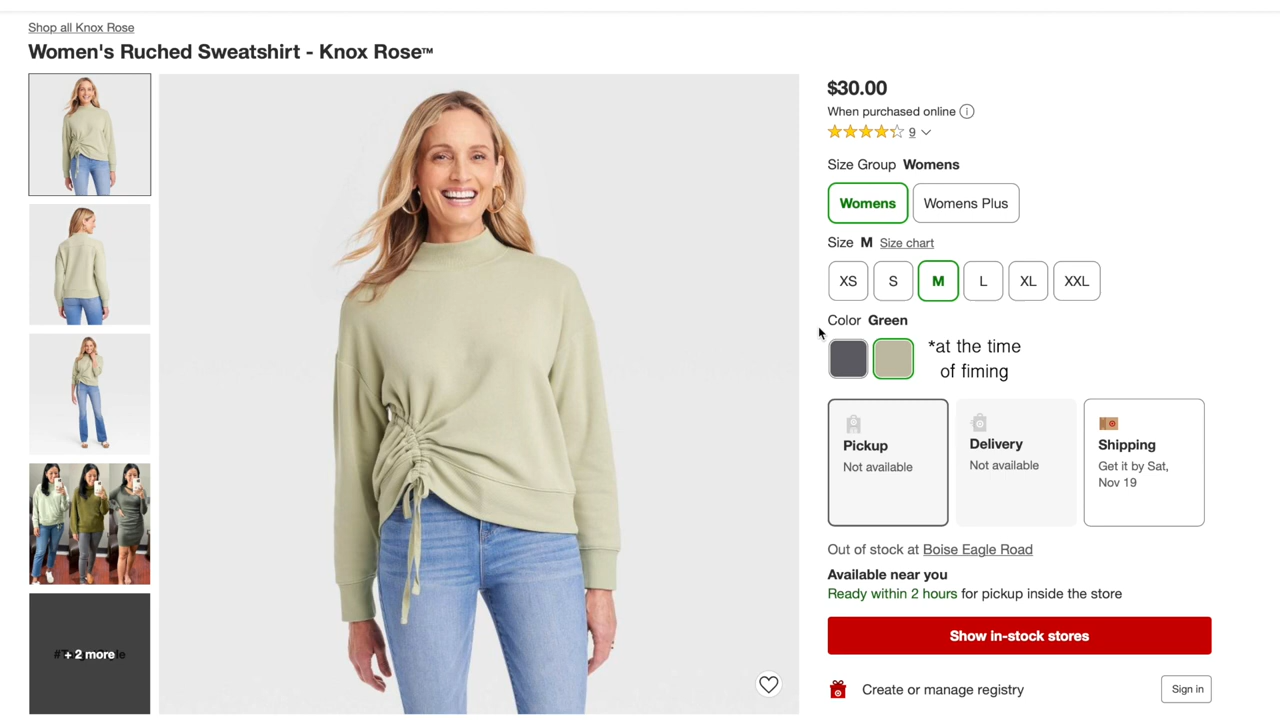 Shop all Knox Rose
Women's Ruched Sweatshirt - Knox Rose™
$30.00
When purchased online
9
Size Group Womens
Womens
Womens Plus
Size M Size chart
XS
S
M
L
XL
XXL
Color Green
*at the time
of fiming
Pickup
Not available
Delivery
Not available
Shipping
Get it by Sat,
Nov 19
Out of stock at Boise Eagle Road
Available near you
Ready within 2 hours for pickup inside the store
+ 2 more
Show in-stock stores
Create or manage registry
Sign in